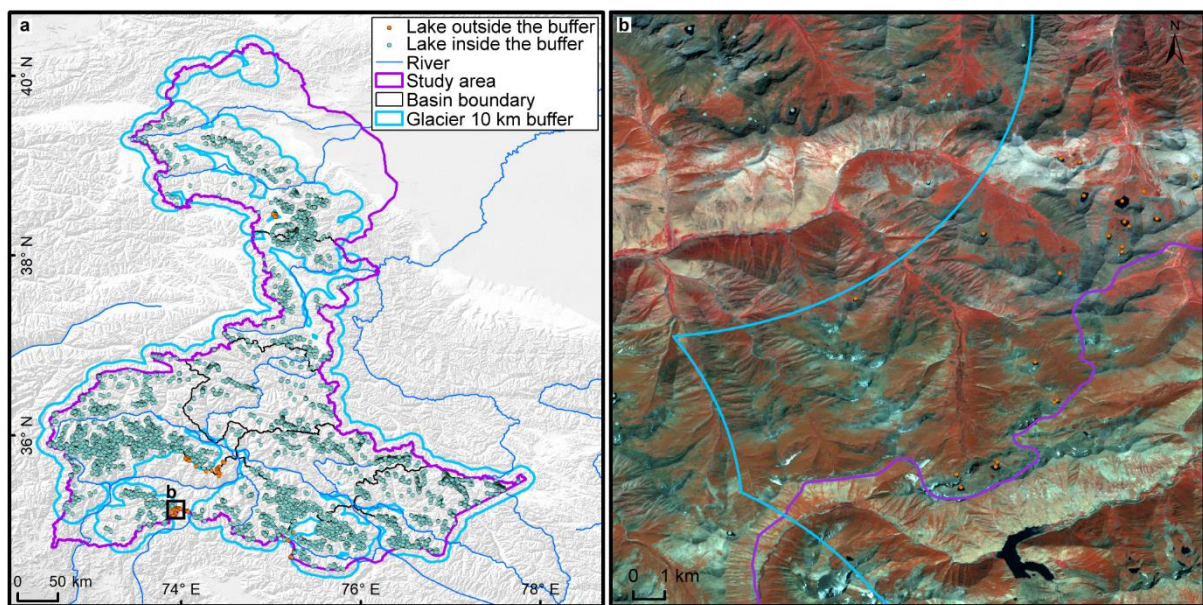 a
Lake outside the buffer
Lake inside the buffer
River
Study area
Basin boundary
Glacier 10 km buffer
40° N
38° N
36° N
b
0 50 km
74° E
76° E
78° E
b
N
0 1 km